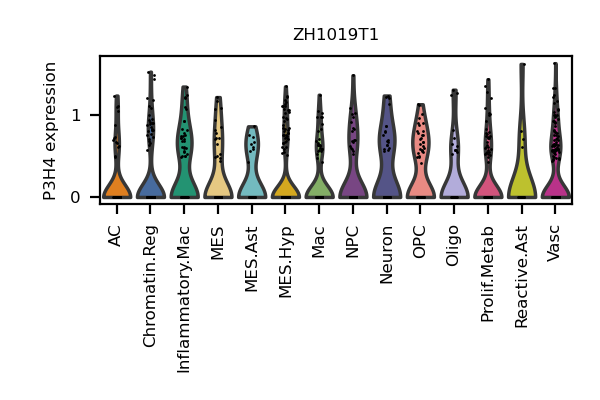 ZH1019T1
P3H4 expression
1
0
AC
Chromatin.Reg
Inflammatory.Mac
MES
MES.Ast
MES.Hyp
Mac
NPC
Neuron
OPC
Oligo
Prolif.Metab
Reactive.Ast
Vasc